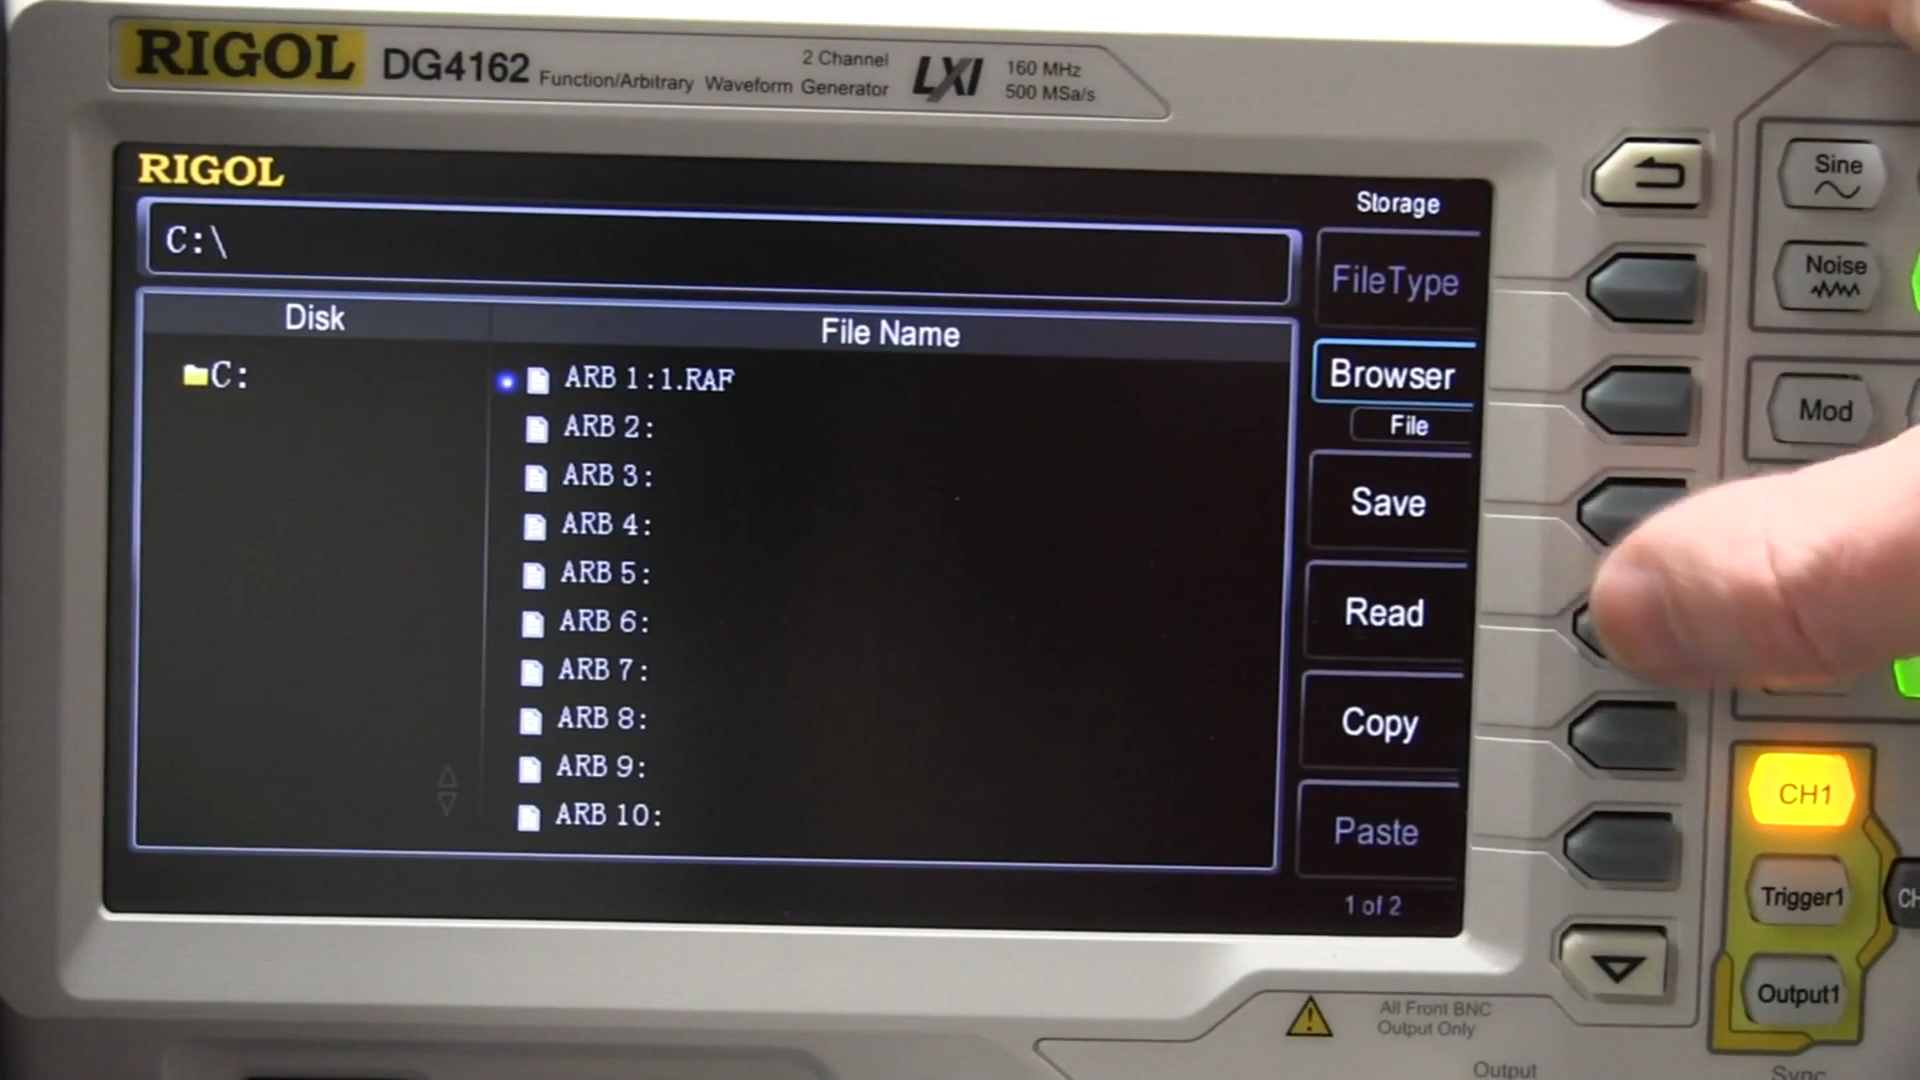 RIGOL DG4162 Function/Arbitrary Waveform Generator
2 Channel
LXI
160 MHz
500 MSa/s
RIGOL
C:\
Disk
File Name
C:
ARB 1:1.RAF
ARB 2:
ARB 3:
ARB 4:
ARB 5:
ARB 6:
ARB 7:
ARB 8:
ARB 9:
ARB 10:
Storage
FileType
Browser
File
Save
Read
Copy
Paste
1 of 2
Sine
Noise
Mod
CH1
Trigger1
Output1
All Front BNC
Output Only
Output
Sync